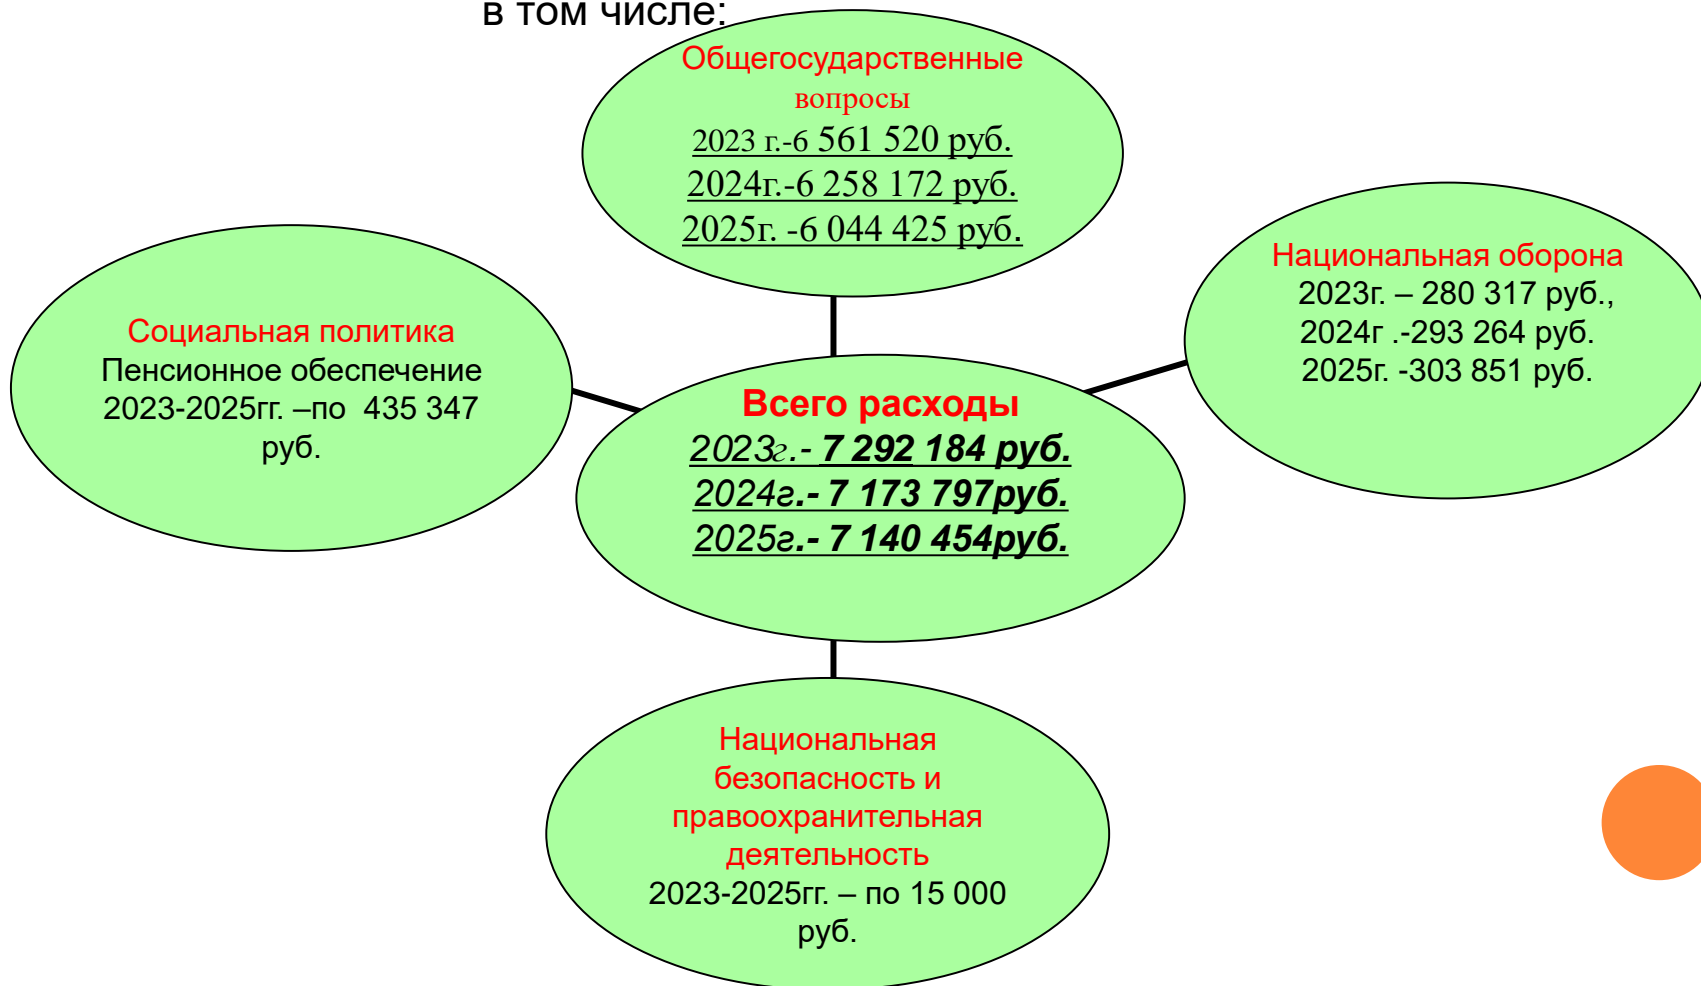 в том числе:
Общегосударственные
вопросы
2023 г.-6 561 520 руб.
2024г.-6 258 172 руб.
2025г. -6 044 425 руб.
Национальная оборона
2023г. – 280 317 руб.,
2024г .-293 264 руб.
2025г. -303 851 руб.
Социальная политика
Пенсионное обеспечение
2023-2025гг. –по 435 347
руб.
Всего расходы
2023г.- 7 292 184 руб.
2024г.- 7 173 797руб.
2025г.- 7 140 454руб.
Национальная
безопасность и
правоохранительная
деятельность
2023-2025гг. – по 15 000
руб.